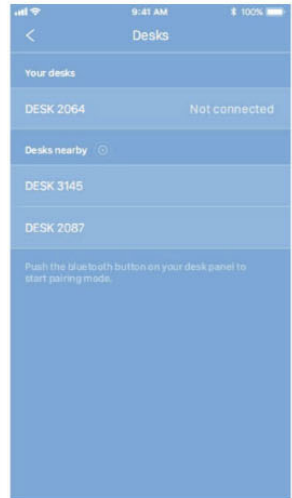 9:41 AM
100%
Desks
Your desks
DESK 2064 Not connected
Desks nearby
DESK 3145
DESK 2087
Push the bluetooth button on your desk panel to
start pairing mode.